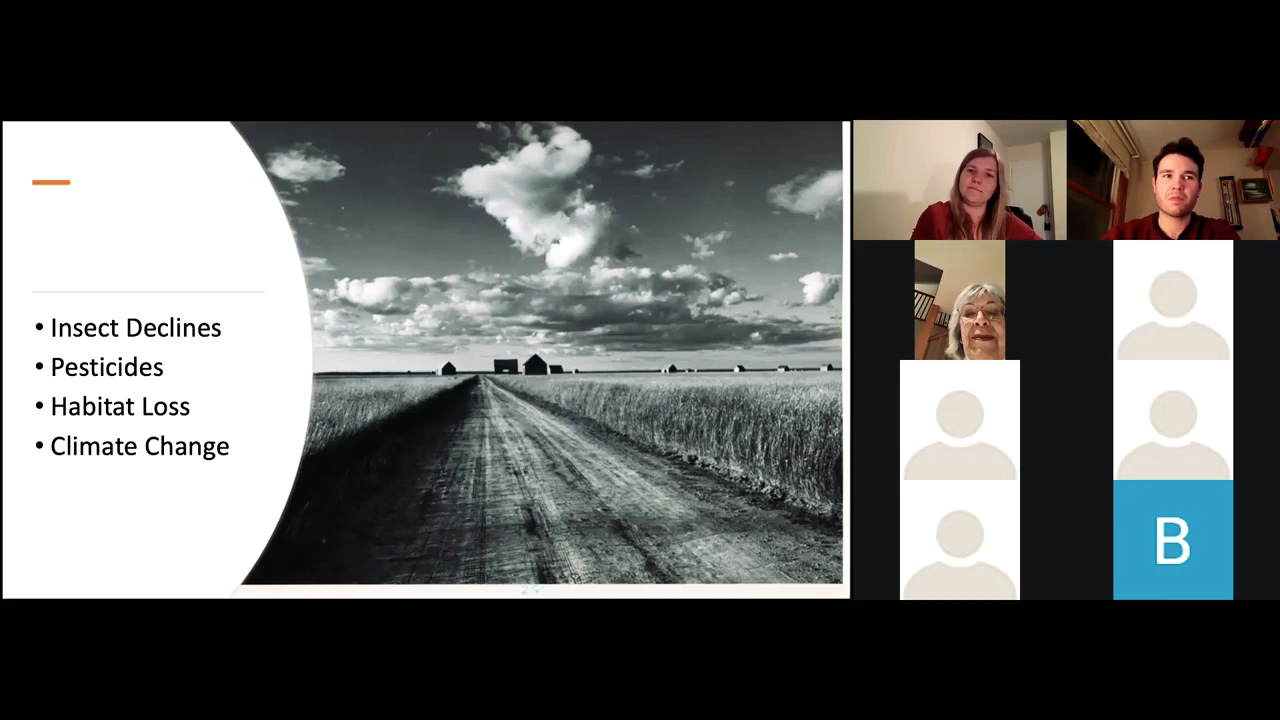 • Insect Declines
• Pesticides
• Habitat Loss
• Climate Change
B